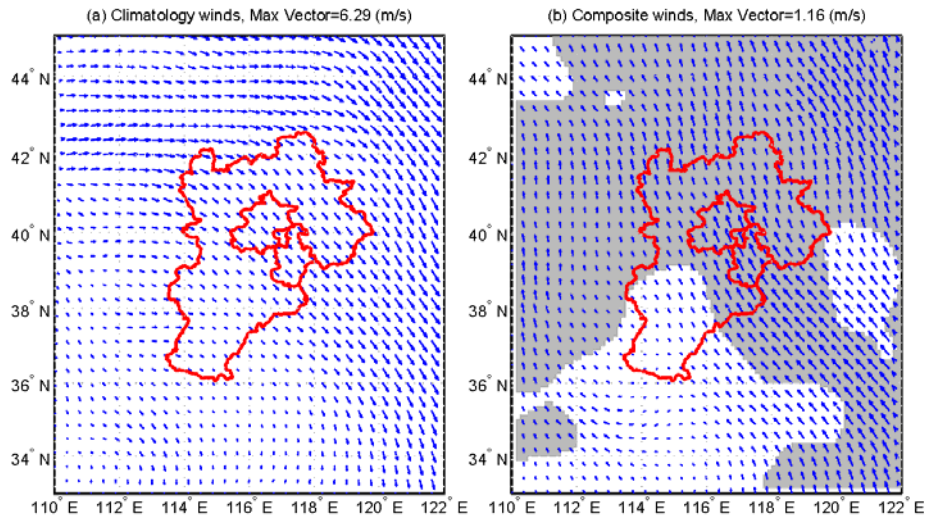 (a) Climatology winds, Max Vector=6.29 (m/s)
(b) Composite winds, Max Vector=1.16 (m/s)
44° N
42° N
40° N
38° N
36° N
34° N
110° E 112° E 114° E 116° E 118° E 120° E 122° E
44° N
42° N
40° N
38° N
36° N
34° N
110° E 112° E 114° E 116° E 118° E 120° E 122° E